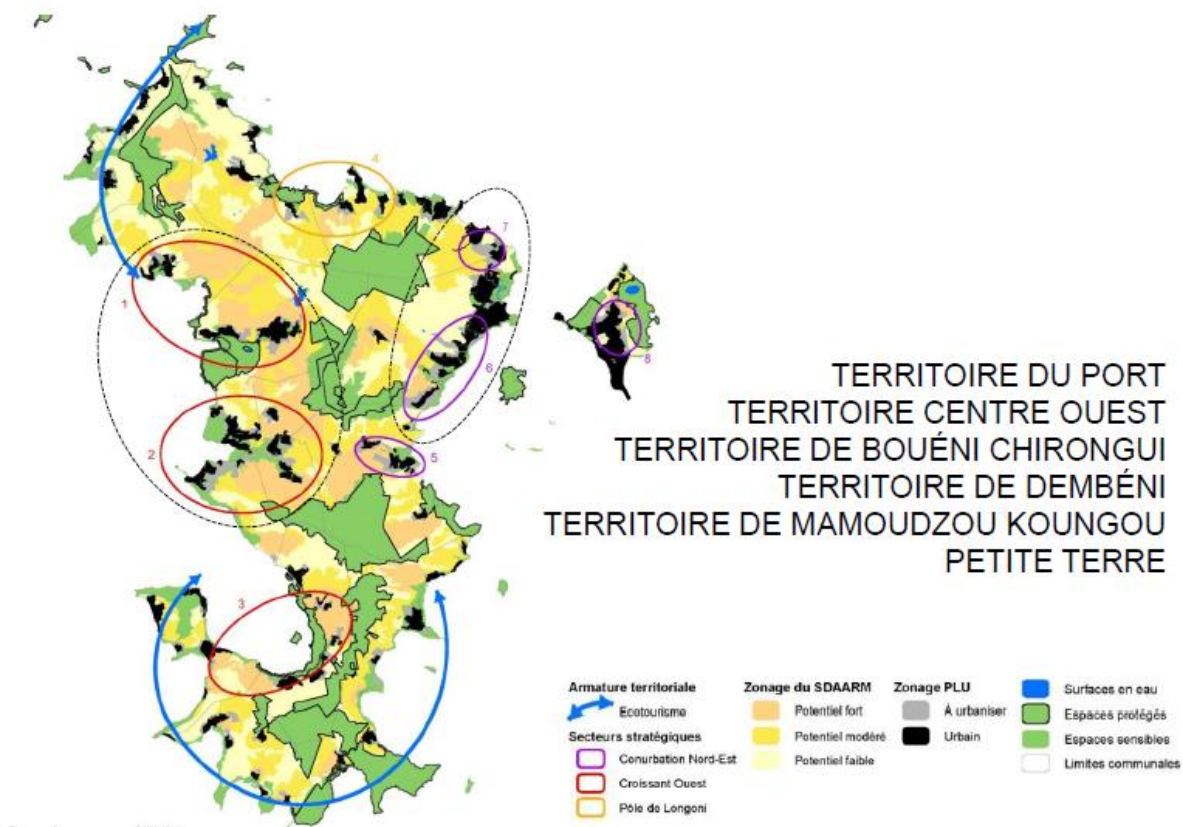 4
7
1
8
6
2
5
3
TERRITOIRE DU PORT
TERRITOIRE CENTRE OUEST
TERRITOIRE DE BOUÉNI CHIRONGUI
TERRITOIRE DE DEMBÉNI
TERRITOIRE DE MAMOUDZOU KOUNGOU
PETITE TERRE
Armature territoriale
Ecotourisme
Secteurs stratégiques
Conurbation Nord-Est
Croissant Ouest
Pôle de Longoni
Zonage du SDAARM
Potentiel fort
Potentiel modéré
Potentiel faible
Zonage PLU
À urbaniser
Urbain
Surfaces en eau
Espaces protégés
Espaces sensibles
Limites communales